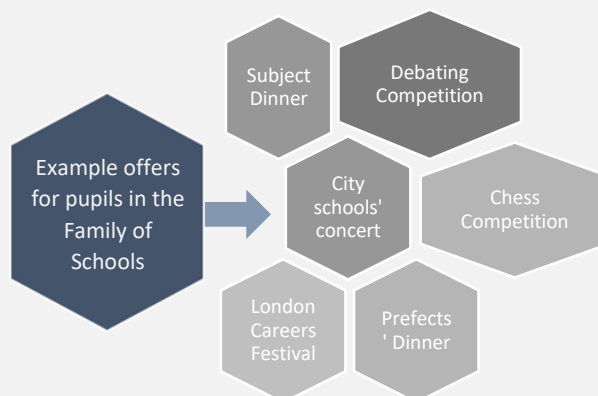 Example offers
for pupils in the
Family of
Schools
Subject
Dinner
Debating
Competition
City
schools'
concert
Chess
Competition
London
Careers
Festival
Prefects
' Dinner